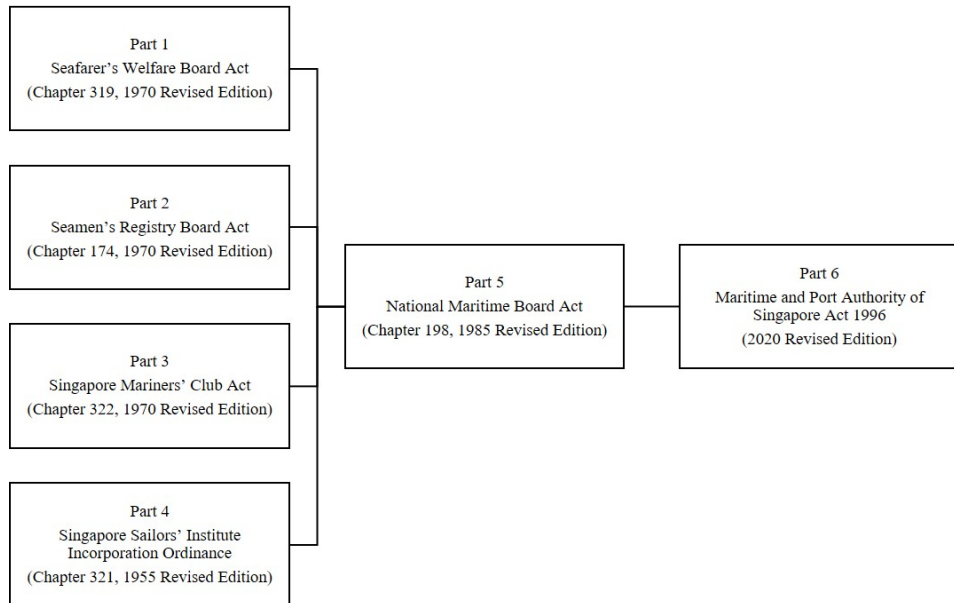 Part 1
Seafarer’s Welfare Board Act
(Chapter 319, 1970 Revised Edition)
Part 2
Seamen’s Registry Board Act
(Chapter 174, 1970 Revised Edition)
Part 3
Singapore Mariners’ Club Act
(Chapter 322, 1970 Revised Edition)
Part 4
Singapore Sailors’ Institute
Incorporation Ordinance
(Chapter 321, 1955 Revised Edition)
Part 5
National Maritime Board Act
(Chapter 198, 1985 Revised Edition)
Part 6
Maritime and Port Authority of
Singapore Act 1996
(2020 Revised Edition)